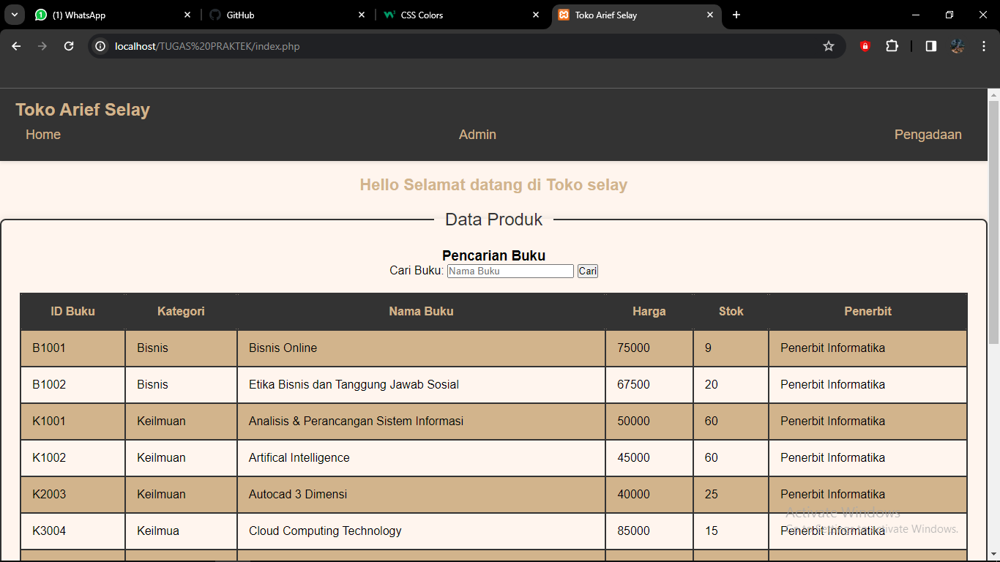 (1) WhatsApp GitHub CSS Colors Toko Arief Selay
localhost/TUGAS%20PRAKTEK/index.php
Toko Arief Selay
Home Admin Pengadaan
Hello Selamat datang di Toko selay
Data Produk
Pencarian Buku
Cari Buku: Nama Buku Cari
ID Buku Kategori Nama Buku Harga Stok Penerbit
B1001 Bisnis Bisnis Online 75000 9 Penerbit Informatika
B1002 Bisnis Etika Bisnis dan Tanggung Jawab Sosial 67500 20 Penerbit Informatika
K1001 Keilmuan Analisis & Perancangan Sistem Informasi 50000 60 Penerbit Informatika
K1002 Keilmuan Artifical Intelligence 45000 60 Penerbit Informatika
K2003 Keilmuan Autocad 3 Dimensi 40000 25 Penerbit Informatika
Activate Windows
K3004 Keilmua Cloud Computing Technology 85000 15 Penerbit Informatika
Go to Settings to activate Windows.